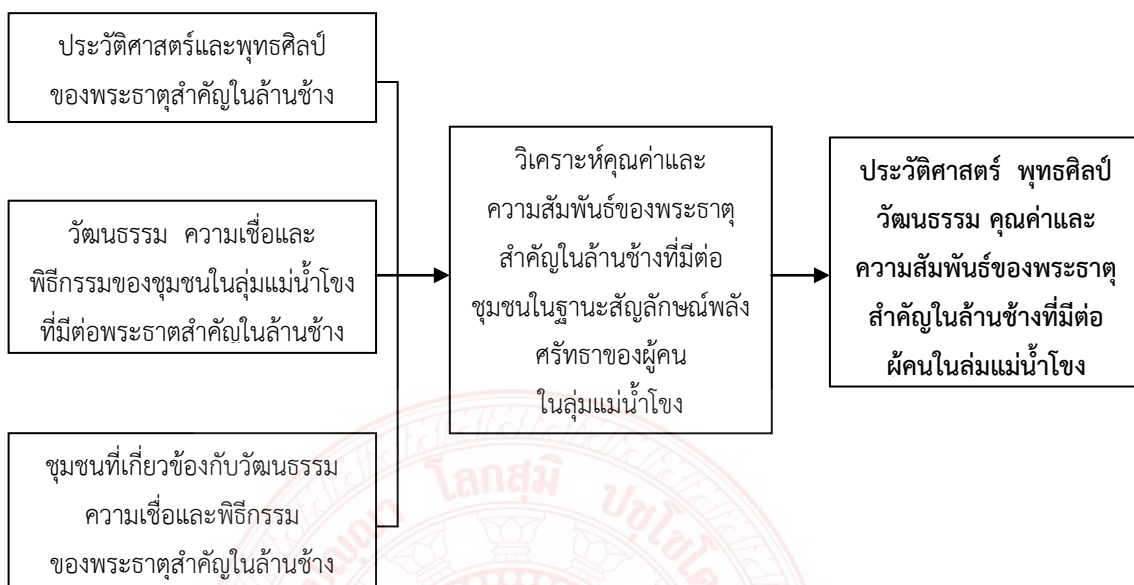 ประวัติศาสตร์และพุทธศิลป์
ของพระธาตุสำคัญในล้านช้าง
วัฒนธรรม ความเชื่อและ
พิธีกรรมของชุมชนในลุ่มแม่น้ำโขง
ที่มีต่อพระธาตุสำคัญในล้านช้าง
ชุมชนที่เกี่ยวข้องกับวัฒนธรรม
ความเชื่อและพิธีกรรม
ของพระธาตุสำคัญในล้านช้าง
วิเคราะห์คุณค่าและ
ความสัมพันธ์ของพระธาตุ
สำคัญในล้านช้างที่มีต่อ
ชุมชนในฐานะสัญลักษณ์พลัง
ศรัทธาของผู้คน
ในลุ่มแม่น้ำโขง
ประวัติศาสตร์ พุทธศิลป์
วัฒนธรรม คุณค่าและ
ความสัมพันธ์ของพระธาตุ
สำคัญในล้านช้างที่มีต่อ
ผู้คนในลุ่มแม่น้ำโขง
โลกสฺมิ ปชฺโชโต